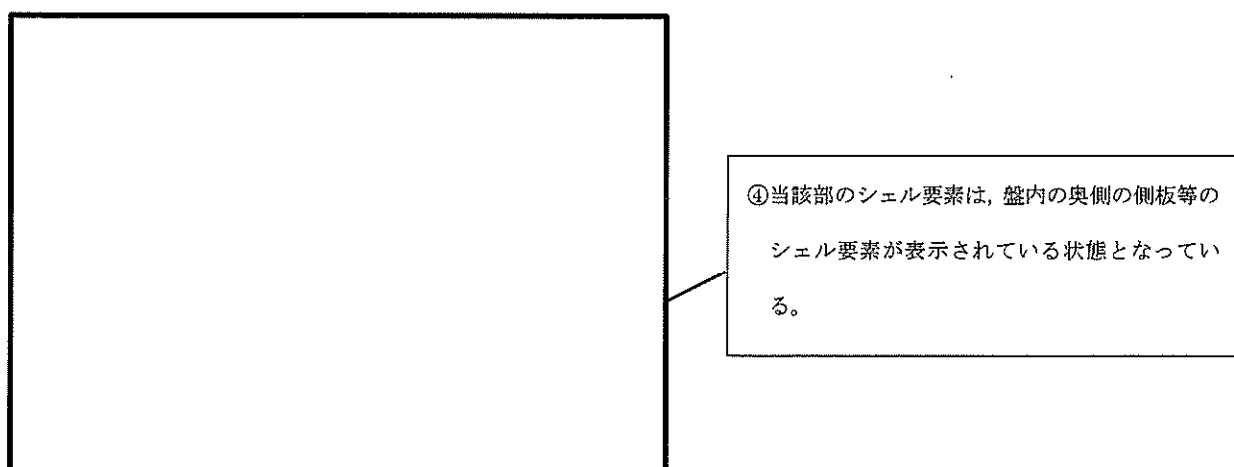 ④当該部のシェル要素は, 盤内の奥側の側板等の
シェル要素が表示されている状態となってい
る。